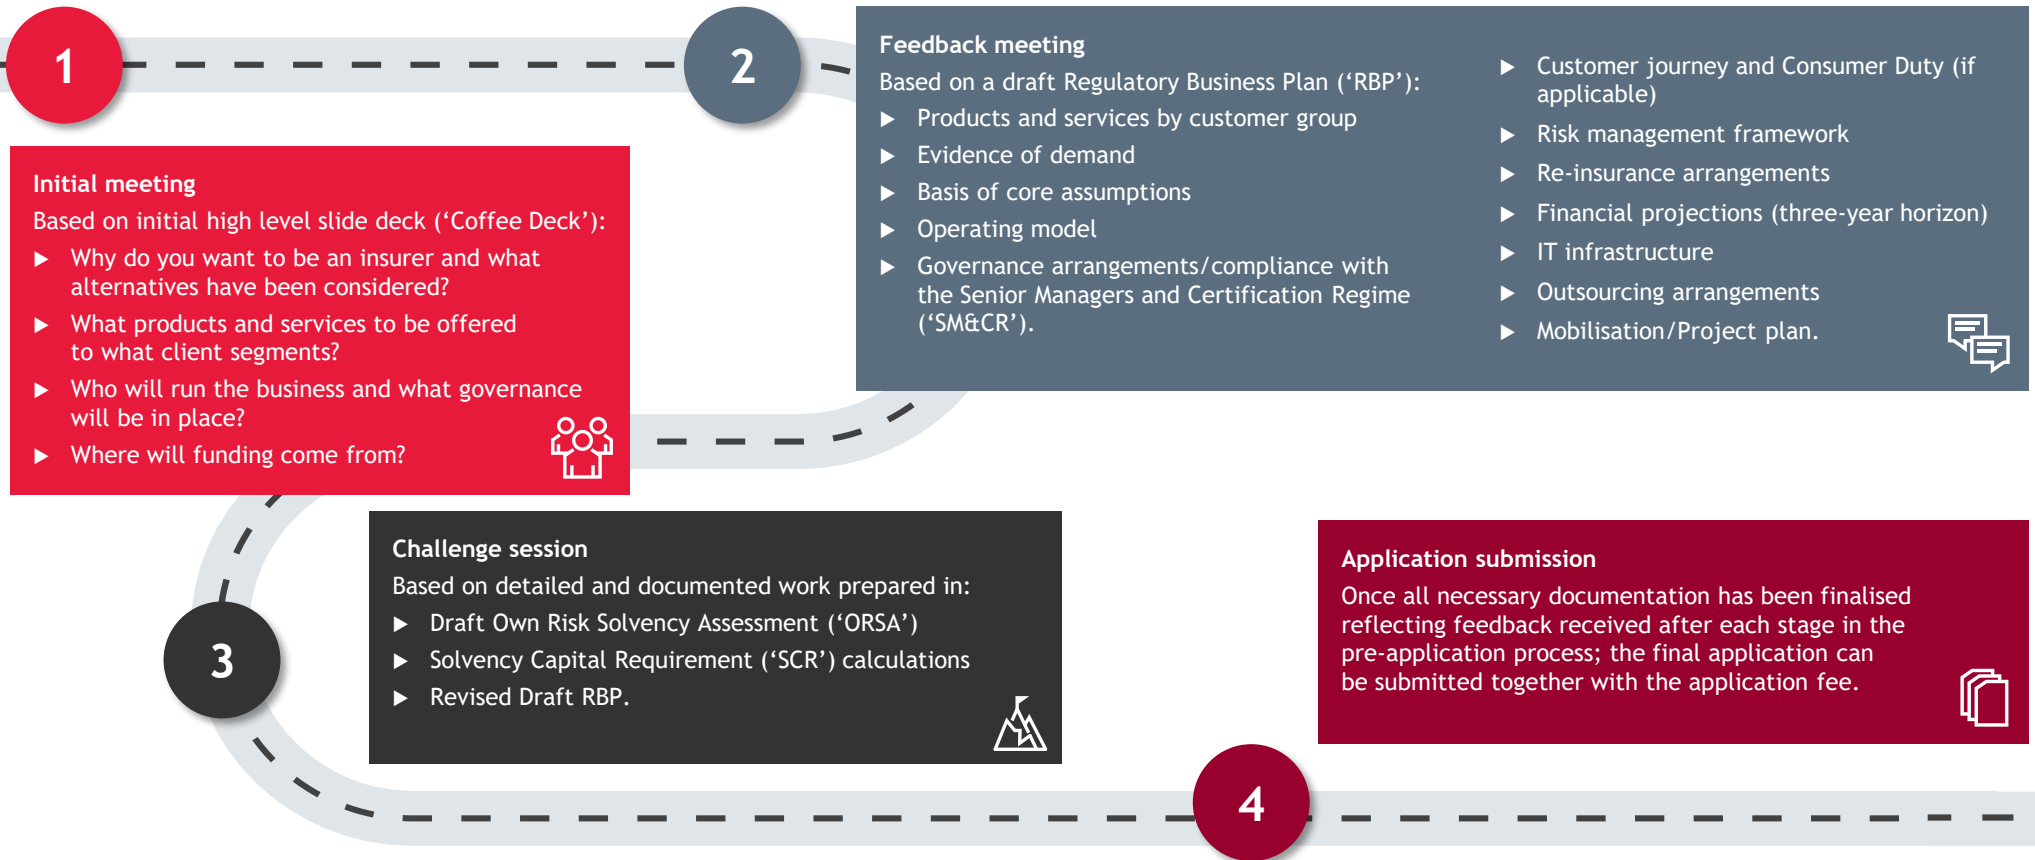 1
Initial meeting
Based on initial high level slide deck (‘Coffee Deck’):
▶ Why do you want to be an insurer and what
alternatives have been considered?
▶ What products and services to be offered
to what client segments?
▶ Who will run the business and what governance
will be in place?
▶ Where will funding come from?
2
Feedback meeting
Based on a draft Regulatory Business Plan (‘RBP’):
▶ Products and services by customer group
▶ Evidence of demand
▶ Basis of core assumptions
▶ Operating model
▶ Governance arrangements/compliance with
the Senior Managers and Certification Regime
(‘SM&CR’).
▶ Customer journey and Consumer Duty (if
applicable)
▶ Risk management framework
▶ Re-insurance arrangements
▶ Financial projections (three-year horizon)
▶ IT infrastructure
▶ Outsourcing arrangements
▶ Mobilisation/Project plan.
3
Challenge session
Based on detailed and documented work prepared in:
▶ Draft Own Risk Solvency Assessment (‘ORSA’)
▶ Solvency Capital Requirement (‘SCR’) calculations
▶ Revised Draft RBP.
4
Application submission
Once all necessary documentation has been finalised
reflecting feedback received after each stage in the
pre-application process; the final application can
be submitted together with the application fee.